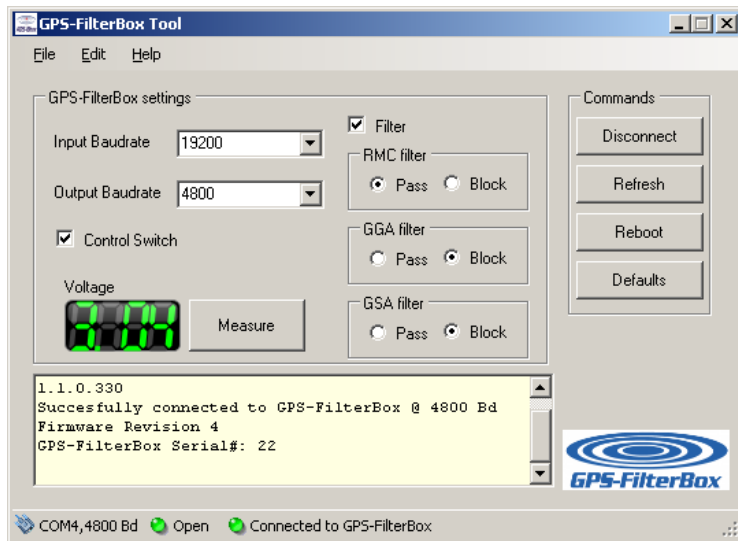 GPS-FilterBox Tool
File Edit Help
GPS-FilterBox settings
Input Baudrate 19200
Output Baudrate 4800
Control Switch
Voltage
3.04
Measure
Filter
RMC filter
Pass Block
GGA filter
Pass Block
GSA filter
Pass Block
Commands
Disconnect
Refresh
Reboot
Defaults
1.1.0.330
Succesfully connected to GPS-FilterBox @ 4800 Bd
Firmware Revision 4
GPS-FilterBox Serial#: 22
GPS-FilterBox
COM4,4800 Bd Open Connected to GPS-FilterBox